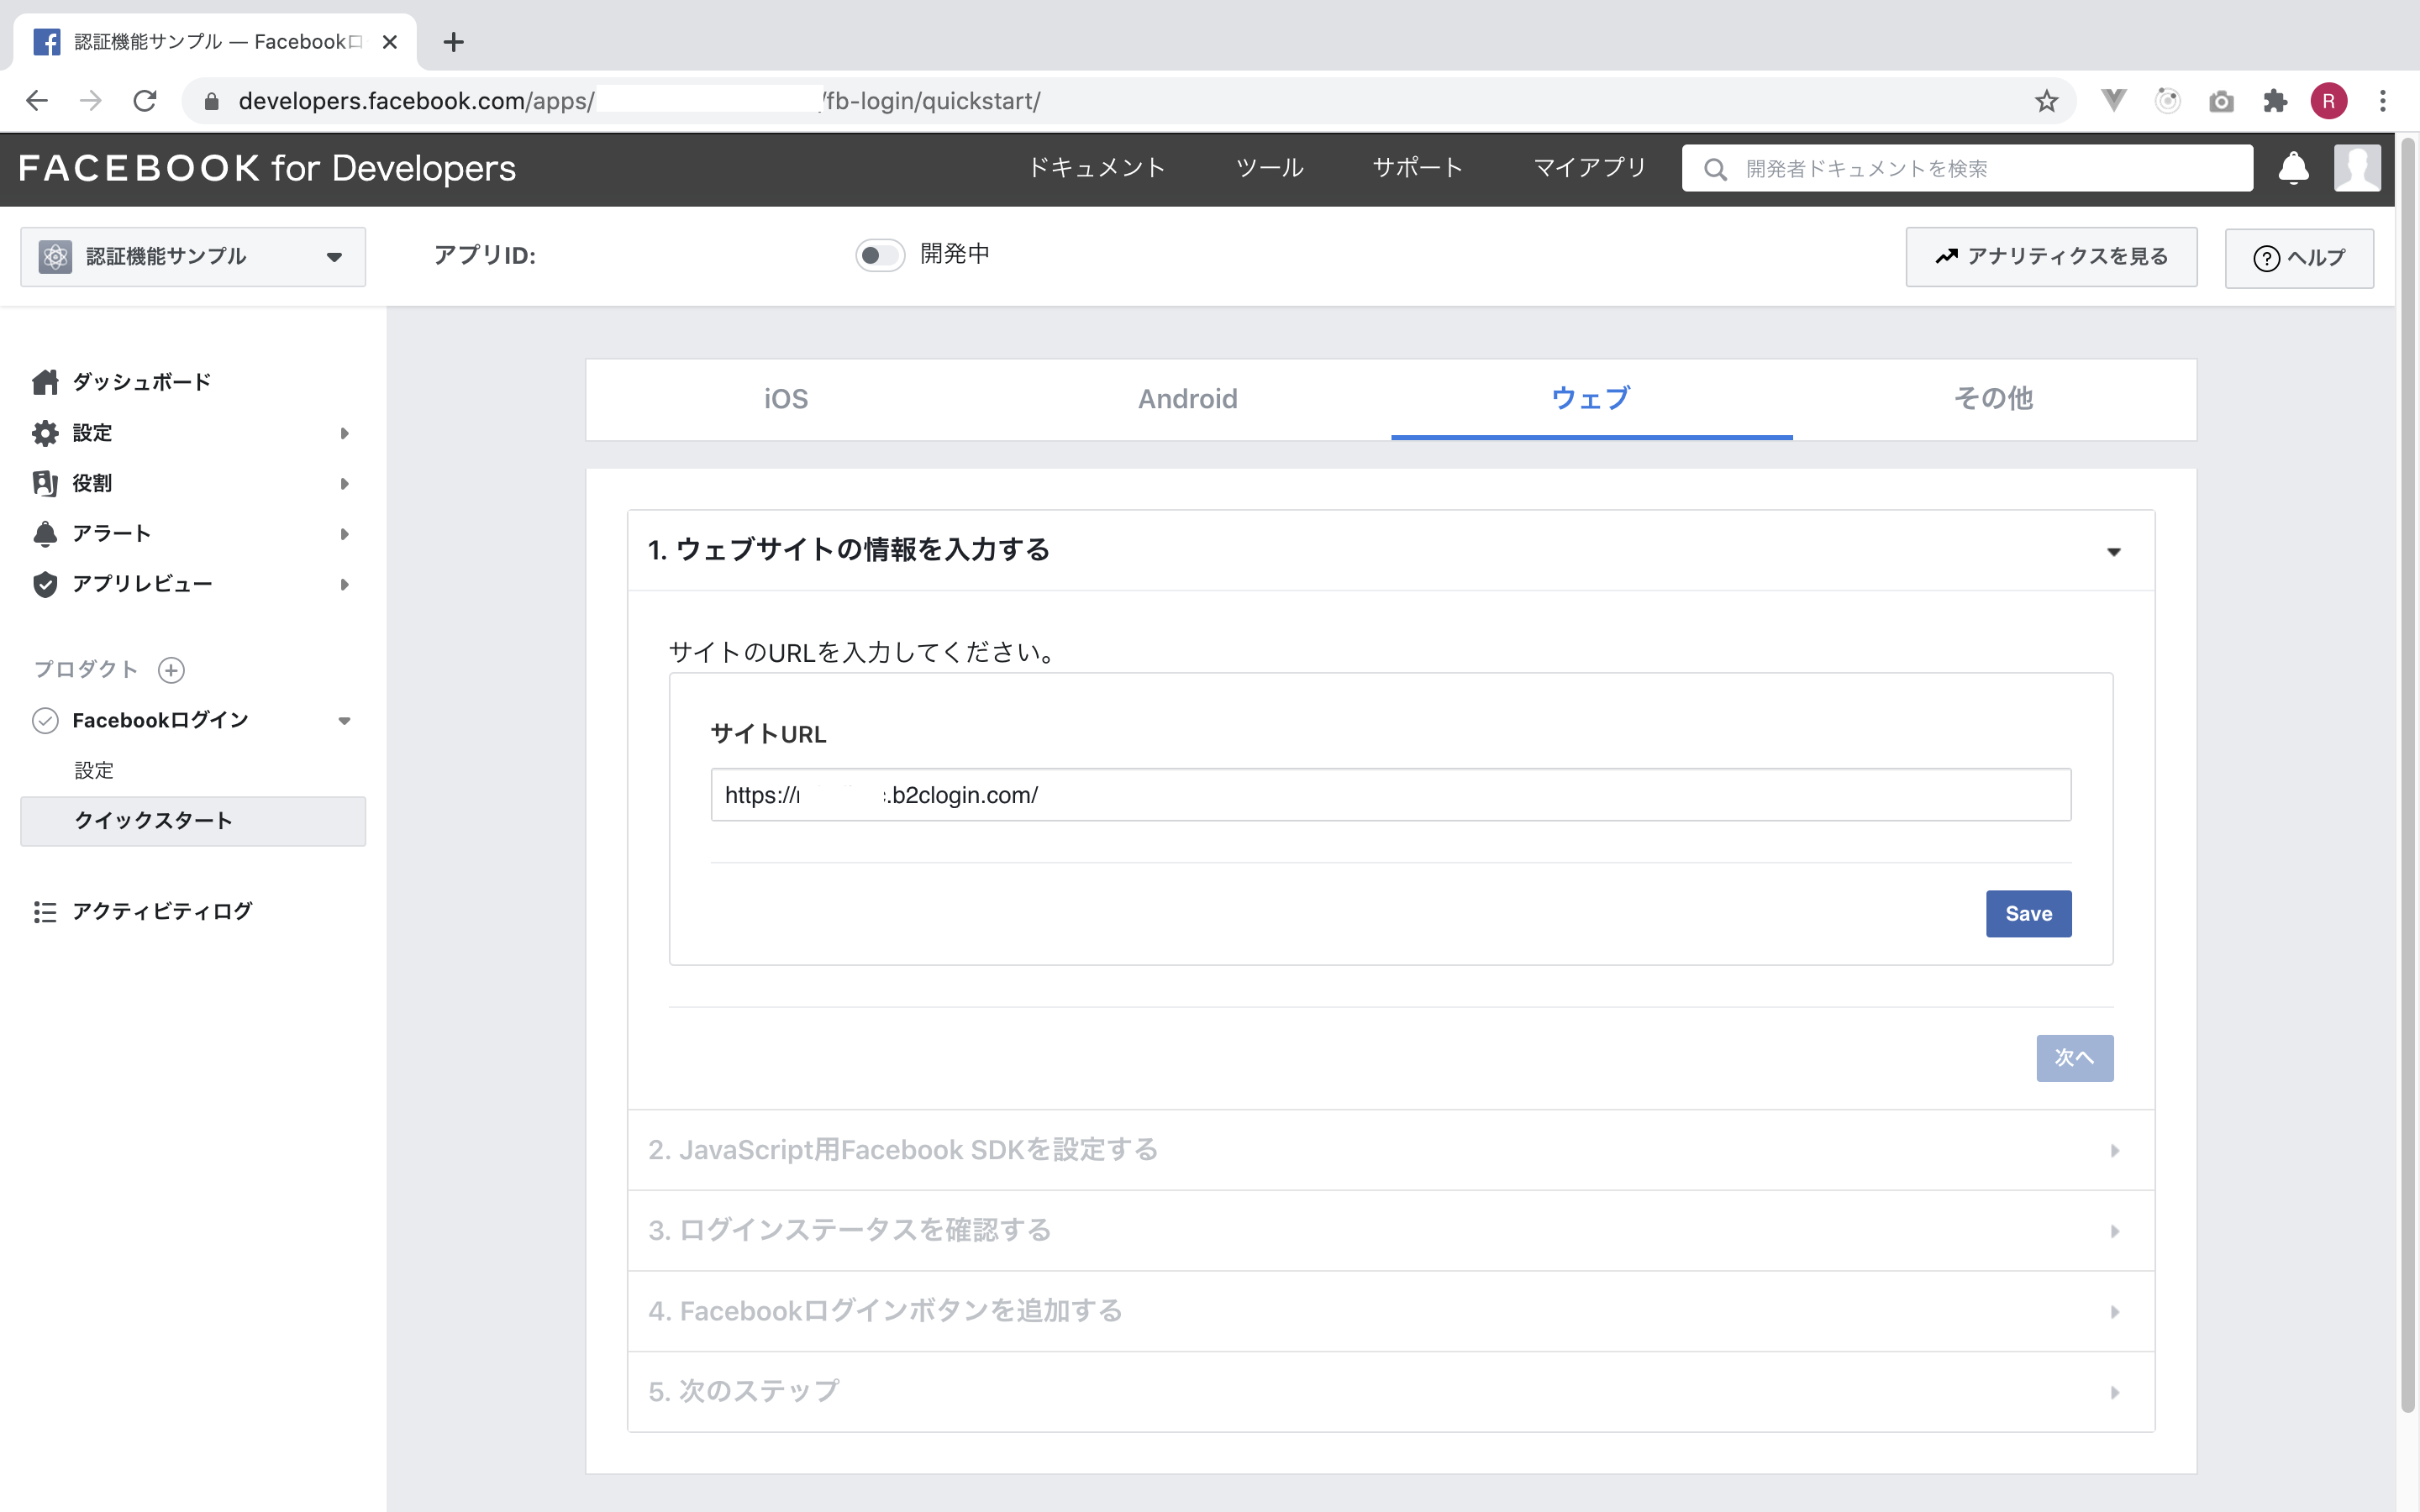 認証機能サンプル — Facebookロ
developers.facebook.com/apps/ /fb-login/quickstart/
R
FACEBOOK for Developers
ドキュメント ツール サポート マイアプリ 開発者ドキュメントを検索
認証機能サンプル アプリID: 開発中 アナリティクスを見る ヘルプ
ダッシュボード
設定
役割
アラート
アプリレビュー
プロダクト
Facebookログイン
設定
クイックスタート
アクティビティログ
iOS Android ウェブ その他
1. ウェブサイトの情報を入力する
サイトのURLを入力してください。
サイトURL
https:// .b2clogin.com/
Save
次へ
2. JavaScript用Facebook SDKを設定する
3. ログインステータスを確認する
4. Facebookログインボタンを追加する
5. 次のステップ